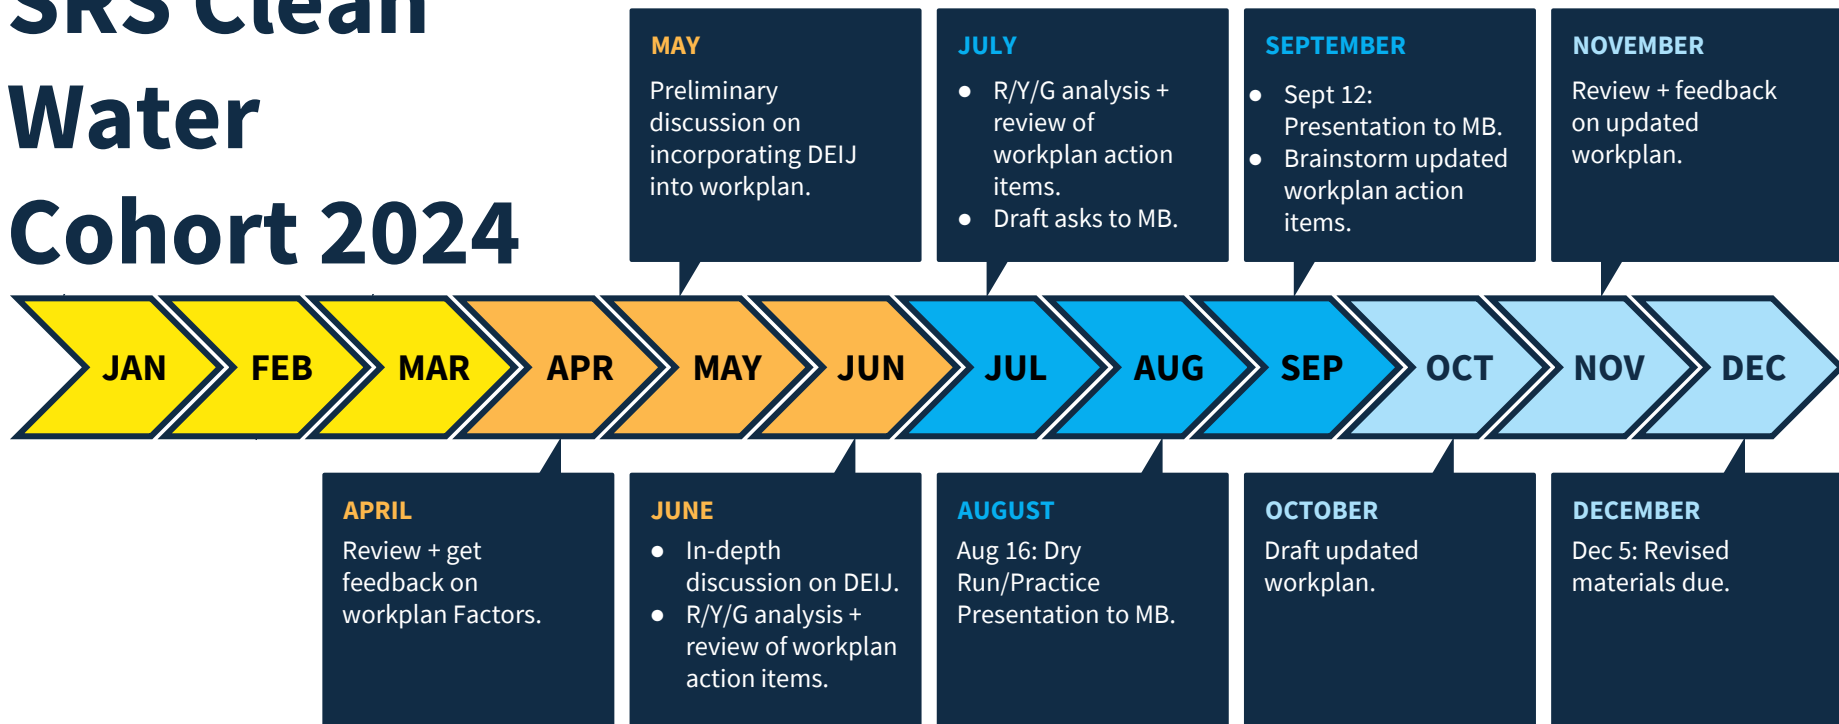 SRS Clean
Water
Cohort 2024
MAY
Preliminary
discussion on
incorporating DEIJ
into workplan.
JULY
● R/Y/G analysis +
review of
workplan action
items.
● Draft asks to MB.
SEPTEMBER
● Sept 12:
Presentation to MB.
● Brainstorm updated
workplan action
items.
NOVEMBER
Review + feedback
on updated
workplan.
JAN
FEB
MAR
APR
MAY
JUN
JUL
AUG
SEP
OCT
NOV
DEC
APRIL
Review + get
feedback on
workplan Factors.
JUNE
● In-depth
discussion on DEIJ.
● R/Y/G analysis +
review of workplan
action items.
AUGUST
Aug 16: Dry
Run/Practice
Presentation to MB.
OCTOBER
Draft updated
workplan.
DECEMBER
Dec 5: Revised
materials due.